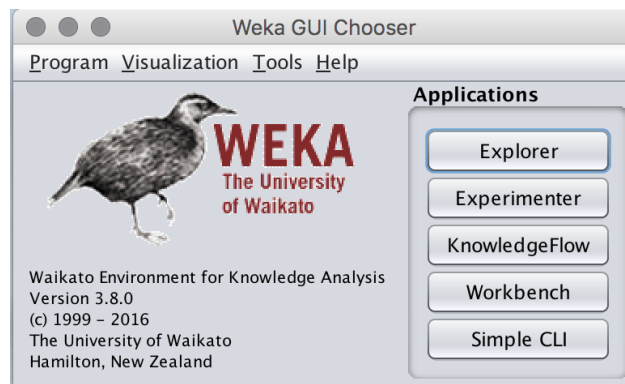 Weka GUI Chooser
Program Visualization Tools Help
WEKA
The University
of Waikato
Waikato Environment for Knowledge Analysis
Version 3.8.0
(c) 1999 – 2016
The University of Waikato
Hamilton, New Zealand
Applications
Explorer
Experimenter
KnowledgeFlow
Workbench
Simple CLI